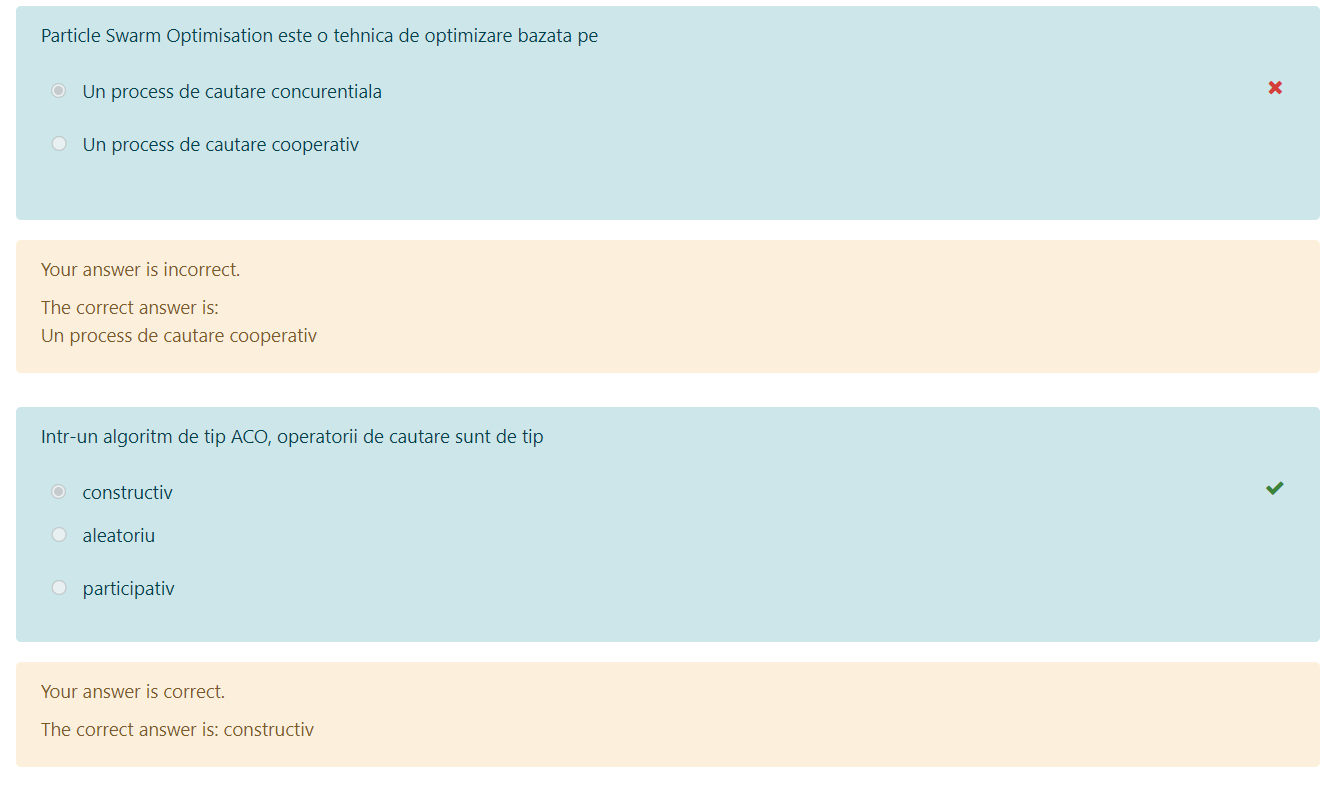 Particle Swarm Optimisation este o tehnica de optimizare bazata pe
Un process de cautare concurentiala
Un process de cautare cooperativ
Your answer is incorrect.
The correct answer is:
Un process de cautare cooperativ
Intr-un algoritm de tip ACO, operatorii de cautare sunt de tip
constructiv
aleatoriu
participativ
Your answer is correct.
The correct answer is: constructiv